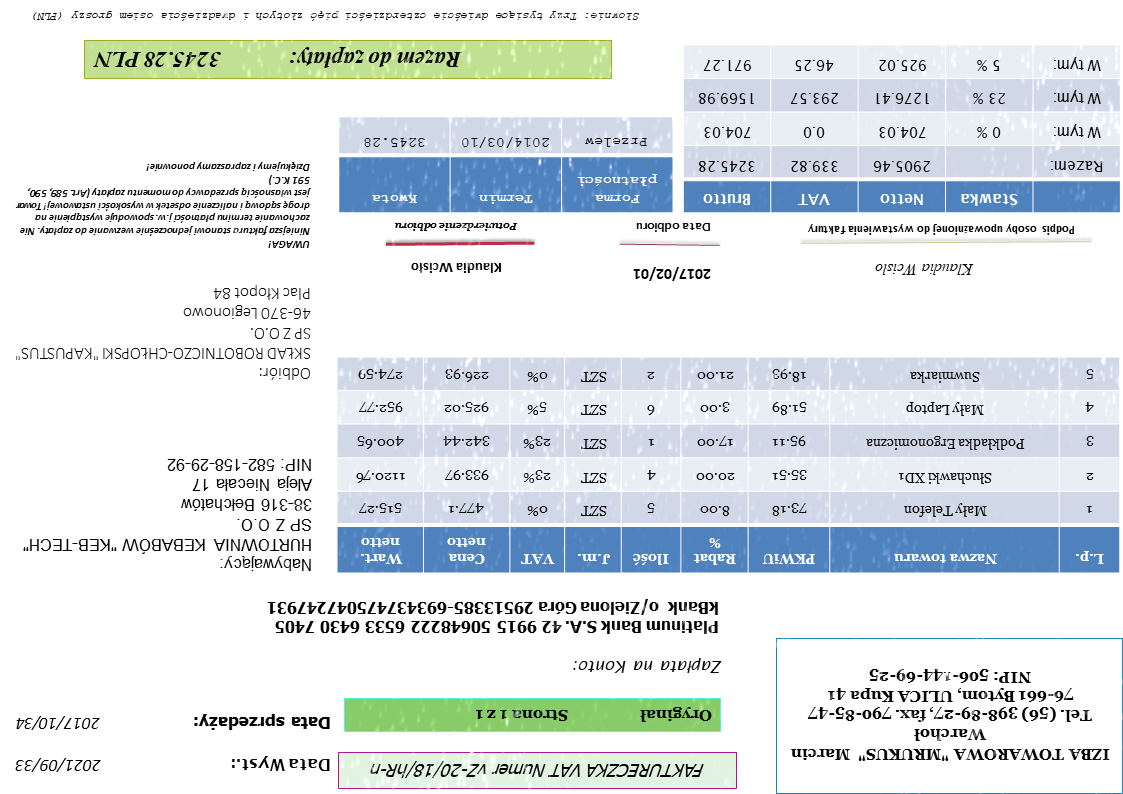 IZBA TOWAROWA "MRUKUS" Marcin
Warchoł
Tel. (56) 398-89-27, fax. 790-85-47
76-661 Bytom, ULICA Kupa 41
NIP: 506-144-69-25
FAKTURECZKA VAT Numer vZ-20/18/hR-n
Data Wyst.: 2021/09/33
Oryginał Strona 1 z 1
Data sprzedaży: 2017/10/34
Zapłata na Konto:
Platinum Bank S.A. 42 9915 50648222 6533 6430 7405
kBank o/Zielona Góra 29513385-693437475047247931
L.p. Nazwa towaru PKWiU Rabat % Ilość J.m. VAT Cena netto Wart. netto
1 Mały Telefon 73.18 8.00 5 SZT 0% 477.1 515.27
2 Słuchawki XD1 35.51 20.00 4 SZT 23% 933.97 1120.76
3 Podkładka Ergonomiczna 95.11 17.00 1 SZT 23% 342.44 400.65
4 Mały Laptop 51.89 3.00 6 SZT 5% 925.02 952.77
5 Suwmiarka 18.93 21.00 2 SZT 0% 226.93 274.59
Nabywający:
HURTOWNIA KEBABÓW "KEB-TECH"
SP Z O.O.
38-316 Bełchatów
Aleja Niecała 17
NIP: 582-158-29-92
Odbiór:
SKŁAD ROBOTNICZO-CHŁOPSKI "KAPUSTUS"
SP Z O.O.
46-370 Legionowo
Plac Kłopot 84
Klaudia Wcisło
Podpis osoby upoważnionej do wystawienia faktury
2017/02/01
Data odbioru
Klaudia Wcisło
Potwierdzenie odbioru
UWAGA!
Niniejsza faktura stanowi jednocześnie wezwanie do zapłaty. Nie
zachowanie terminu płatności j.w. spowoduje wystąpienie na
drogę sądową i naliczenie odsetek w wysokości ustawowej! Towar
jest własnością sprzedawcy do momentu zapłaty (Art. 589, 590,
591 K.C.)
Dziękujemy i zapraszamy ponownie!
Stawka Netto VAT Brutto
Razem: 2905.46 339.82 3245.28
W tym: 0 % 704.03 0.0 704.03
W tym: 23 % 1276.41 293.57 1569.98
W tym: 5 % 925.02 46.25 971.27
Forma płatności Termin Kwota
Przelew 2014/03/10 3245.28
Razem do zapłaty: 3245.28 PLN
Słownie: Trzy tysiące dwieście czterdzieści pięć złotych i dwadzieścia osiem groszy (PLN)